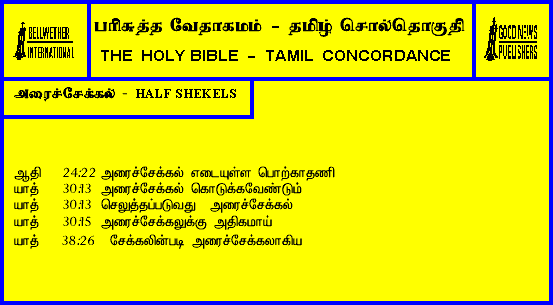 BELLWETHER
INTERNATIONAL
பரிசுத்த வேதாகமம் - தமிழ் சொல்தொகுதி
THE HOLY BIBLE - TAMIL CONCORDANCE
GOOD NEWS
PUBLISHERS
அரைச்சேக்கல் - HALF SHEKELS
ஆதி 24:22 அரைச்சேக்கல் எடையுள்ள பொற்காதணி
யாத் 30:13 அரைச்சேக்கல் கொடுக்கவேண்டும்
யாத் 30:13 செலுத்தப்படுவது அரைச்சேக்கல்
யாத் 30:15 அரைச்சேக்கலுக்கு அதிகமாய்
யாத் 38:26 சேக்கலின்படி அரைச்சேக்கலாகிய